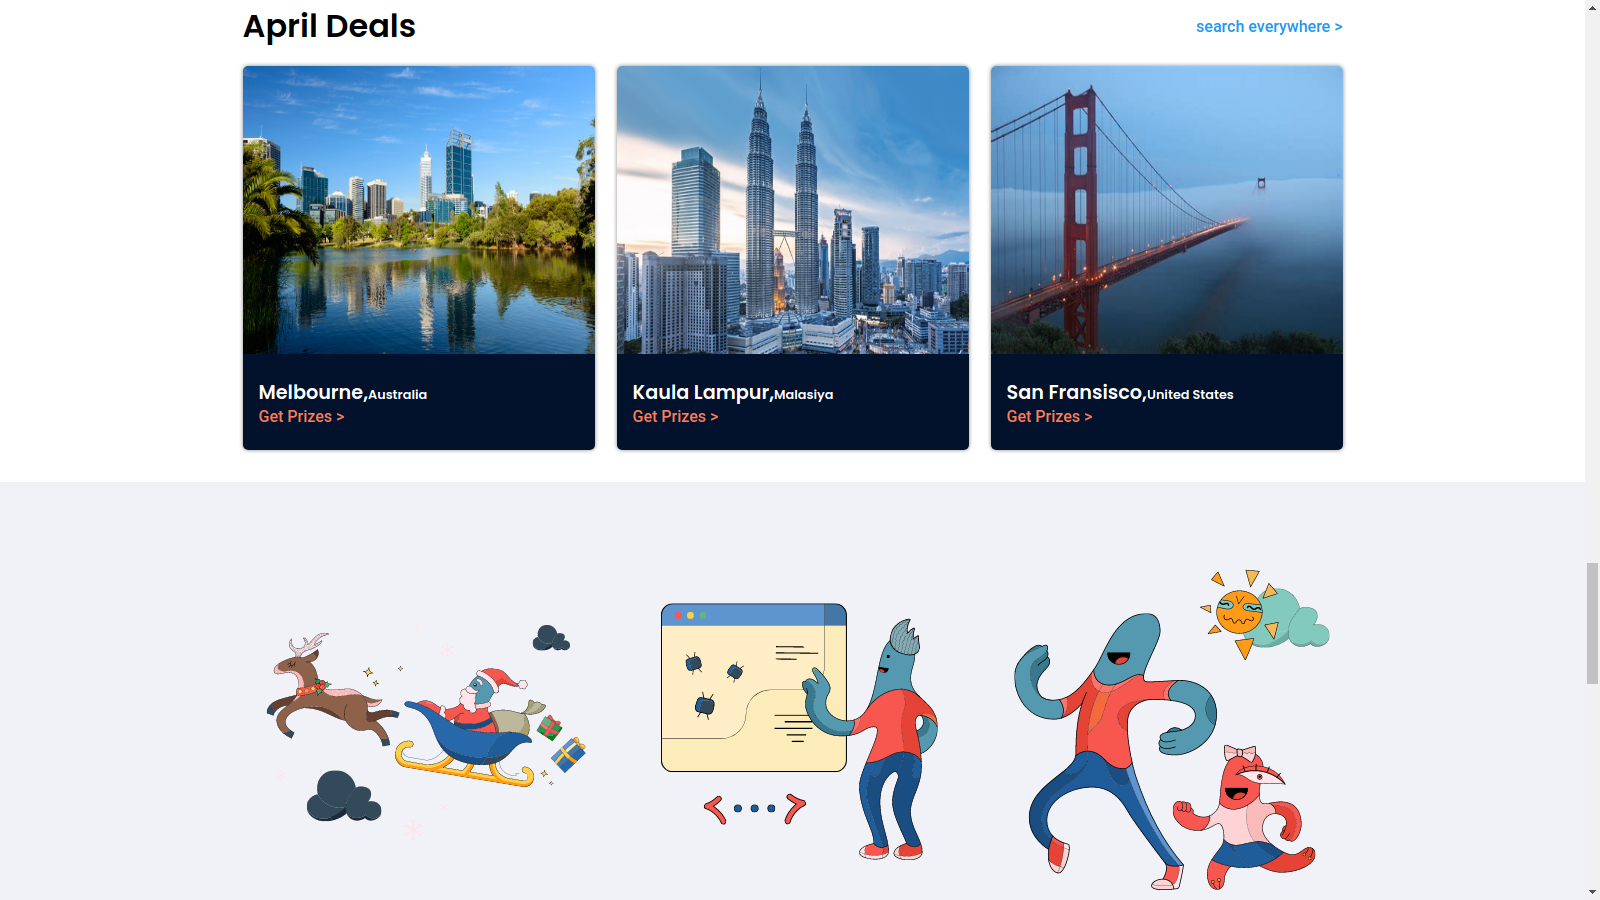 April Deals
search everywhere >
Melbourne,Australia
Get Prizes >
Kaula Lampur,Malasiya
Get Prizes >
San Fransisco,United States
Get Prizes >